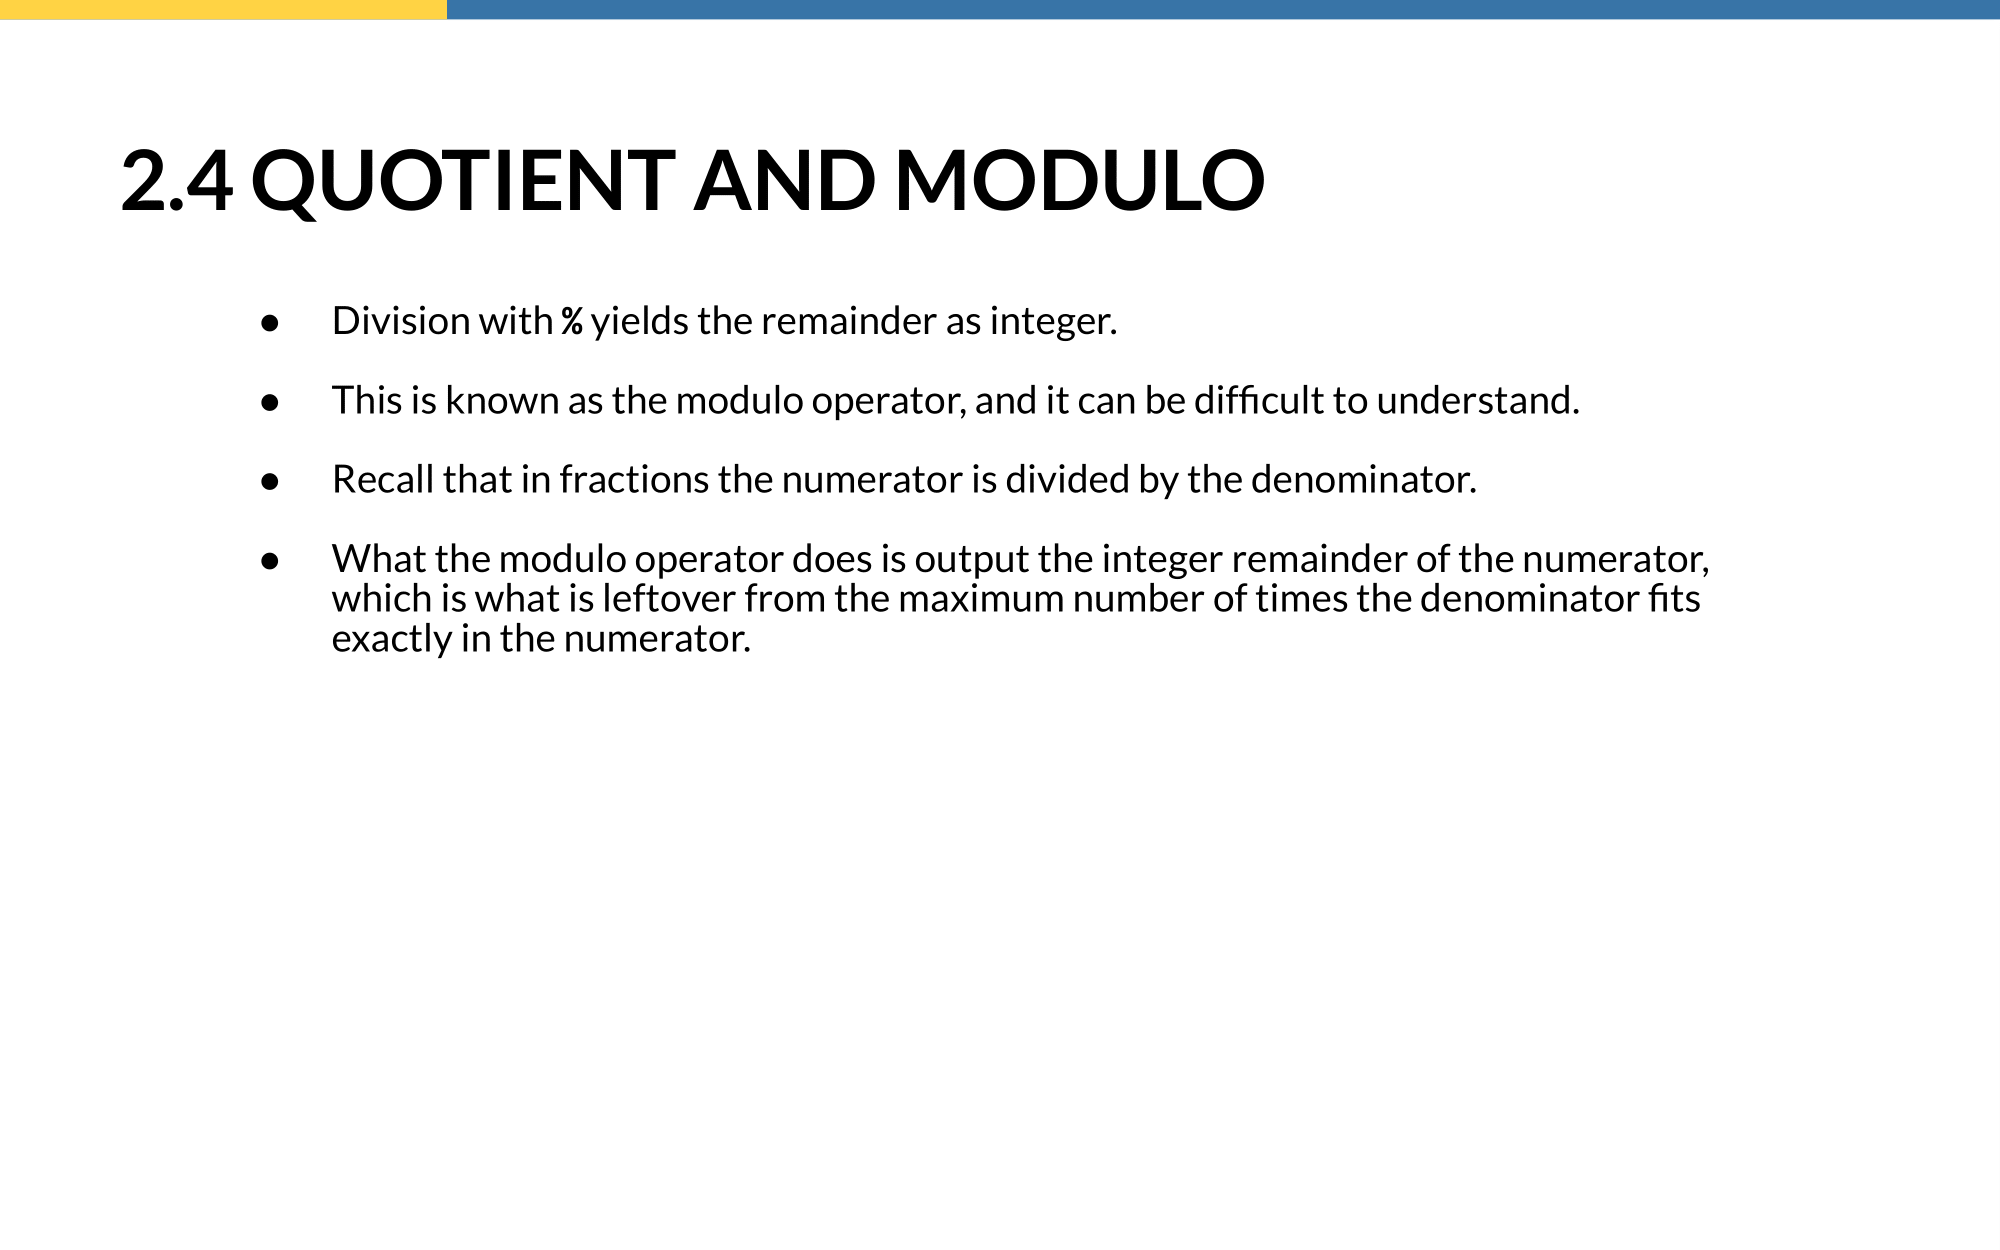 2.4 QUOTIENT AND MODULO
● Division with % yields the remainder as integer.
● This is known as the modulo operator, and it can be difficult to understand.
● Recall that in fractions the numerator is divided by the denominator.
● What the modulo operator does is output the integer remainder of the numerator,
which is what is leftover from the maximum number of times the denominator fits
exactly in the numerator.